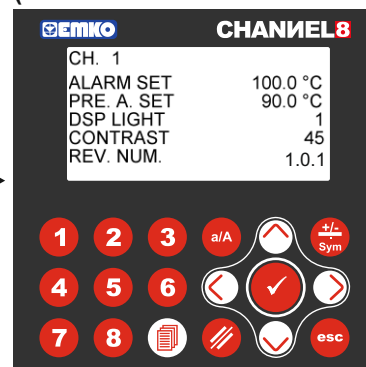 EMKO CHANИEL8
CH. 1
ALARM SET 100.0 °C
PRE. A. SET 90.0 °C
DSP LIGHT 1
CONTRAST 45
REV. NUM. 1.0.1
1 2 3 a/A +/- Sym
4 5 6
7 8 esc